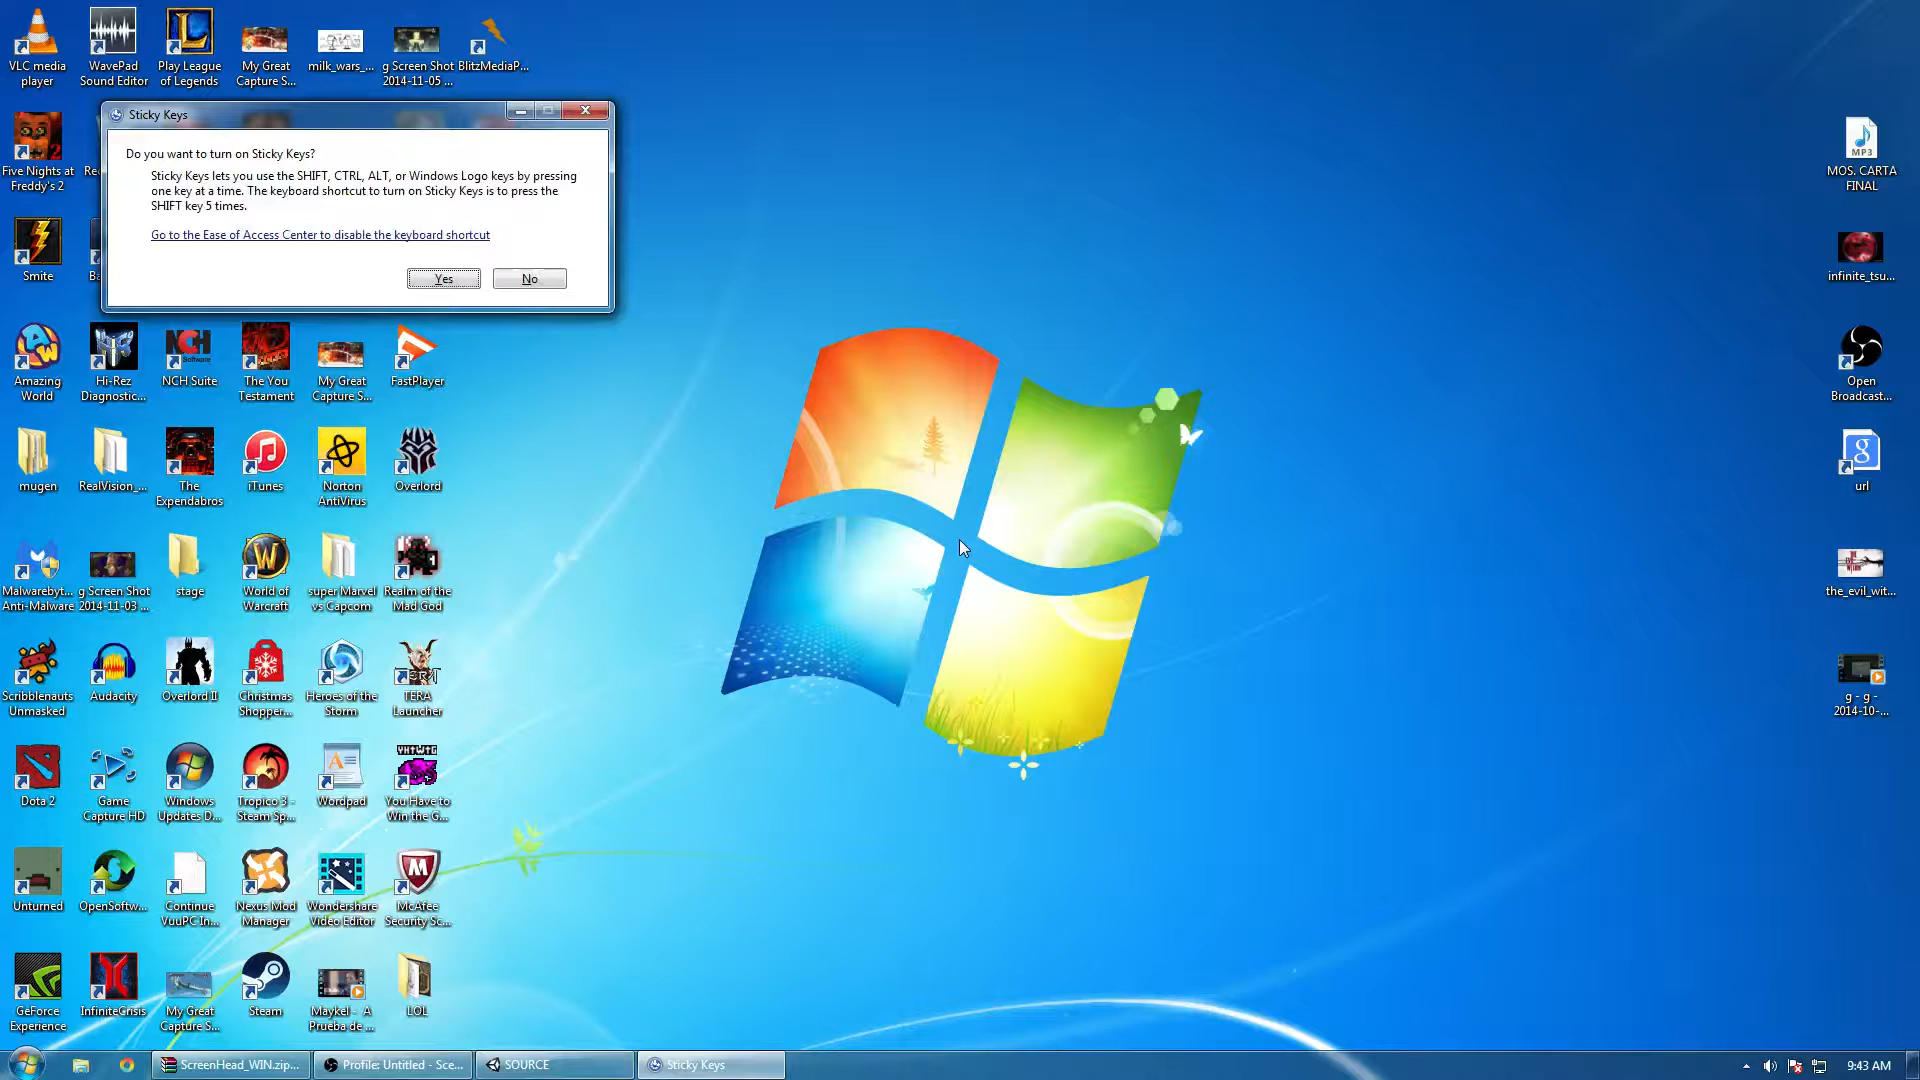 VLC media
player
WavePad
Sound Editor
Play League
of Legends
My Great
Capture S...
milk_wars_...
g Screen Shot
2014-11-05 ...
BlitzMediaP...
Sticky Keys
Do you want to turn on Sticky Keys?
Sticky Keys lets you use the SHIFT, CTRL, ALT, or Windows Logo keys by pressing
one key at a time. The keyboard shortcut to turn on Sticky Keys is to press the
SHIFT key 5 times.
Go to the Ease of Access Center to disable the keyboard shortcut
Yes
No
Five Nights at
Freddy's 2
Smite
MP3
MOS. CARTA
FINAL
infinite_tsu...
Amazing
World
Hi-Rez
Diagnostic...
NCH
Software
NCH Suite
The You
Testament
My Great
Capture S...
FastPlayer
Open
Broadcast...
mugen
RealVision_...
The
Expendabros
iTunes
Norton
AntiVirus
Overlord
url
Malwarebyt...
Anti-Malware
g Screen Shot
2014-11-03 ...
stage
World of
Warcraft
super Marvel
vs Capcom
Realm of the
Mad God
the_evil_wit...
Scribblenauts
Unmasked
Audacity
Overlord II
Christmas
Shopper...
Heroes of the
Storm
TERA
Launcher
g - g -
2014-10-...
Dota 2
Game
Capture HD
Windows
Updates D...
Tropico 3 -
Steam Sp...
Wordpad
YHtWtG
You Have to
Win the G...
Unturned
OpenSoftw...
Continue
VuuPC In...
Nexus Mod
Manager
Wondershare
Video Editor
McAfee
Security Sc...
GeForce
Experience
InfiniteCrisis
My Great
Capture S...
Steam
Maykel - A
Prueba de ...
LOL
ScreenHead_WIN.zip...
Profile: Untitled - Sce...
SOURCE
Sticky Keys
9:43 AM